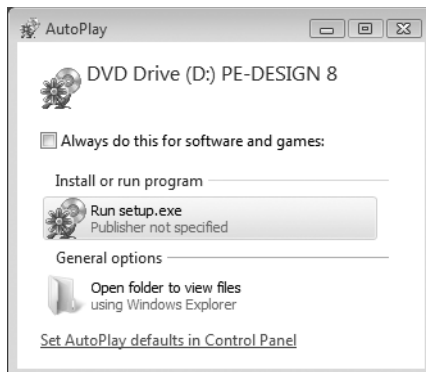 AutoPlay
DVD Drive (D:) PE-DESIGN 8
Always do this for software and games:
Install or run program
Run setup.exe
Publisher not specified
General options
Open folder to view files
using Windows Explorer
Set AutoPlay defaults in Control Panel